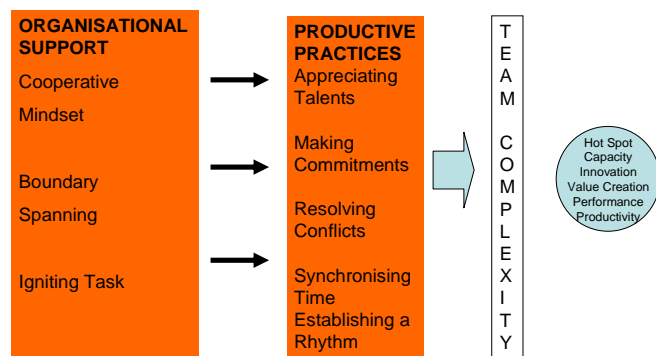 ORGANISATIONAL
SUPPORT
Cooperative
Mindset
Boundary
Spanning
Igniting Task
PRODUCTIVE
PRACTICES
Appreciating
Talents
Making
Commitments
Resolving
Conflicts
Synchronising
Time
Establishing a
Rhythm
T
E
A
M
C
O
M
P
L
E
X
I
T
Y
Hot Spot
Capacity
Innovation
Value Creation
Performance
Productivity